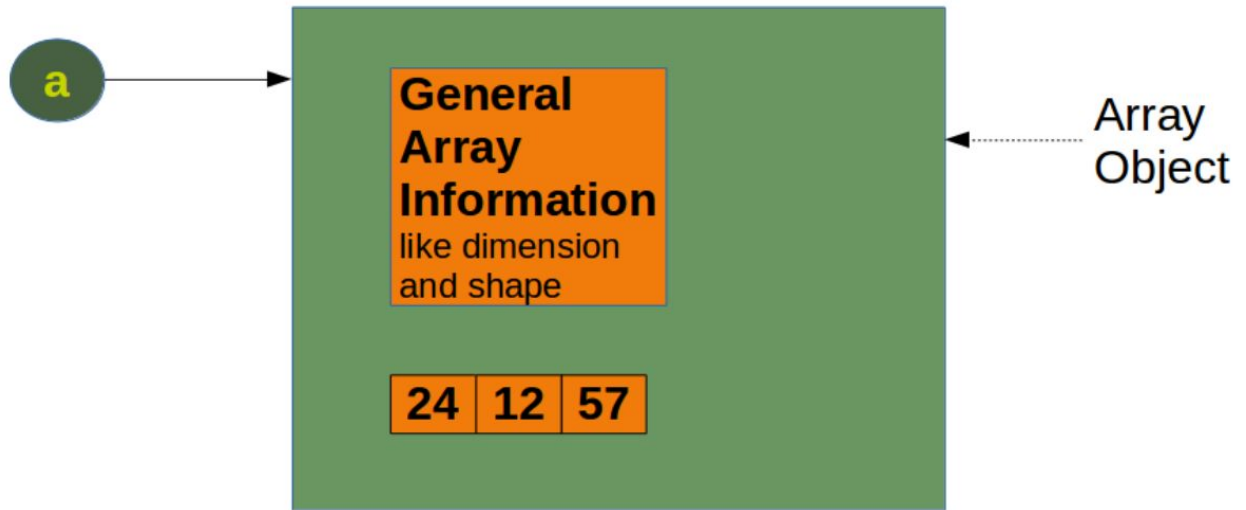 a
General
Array
Information
like dimension
and shape
24 12 57
Array
Object